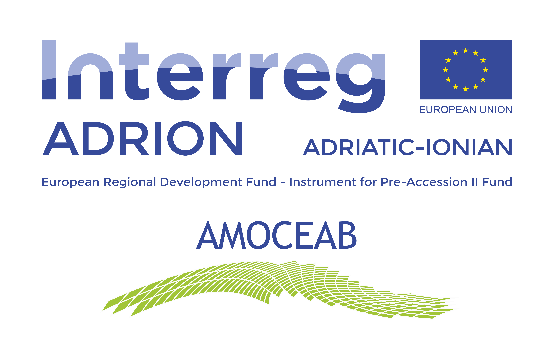 Interreg
EUROPEAN UNION
ADRION ADRIATIC-IONIAN
European Regional Development Fund - Instrument for Pre-Accession II Fund
AMOCEAB